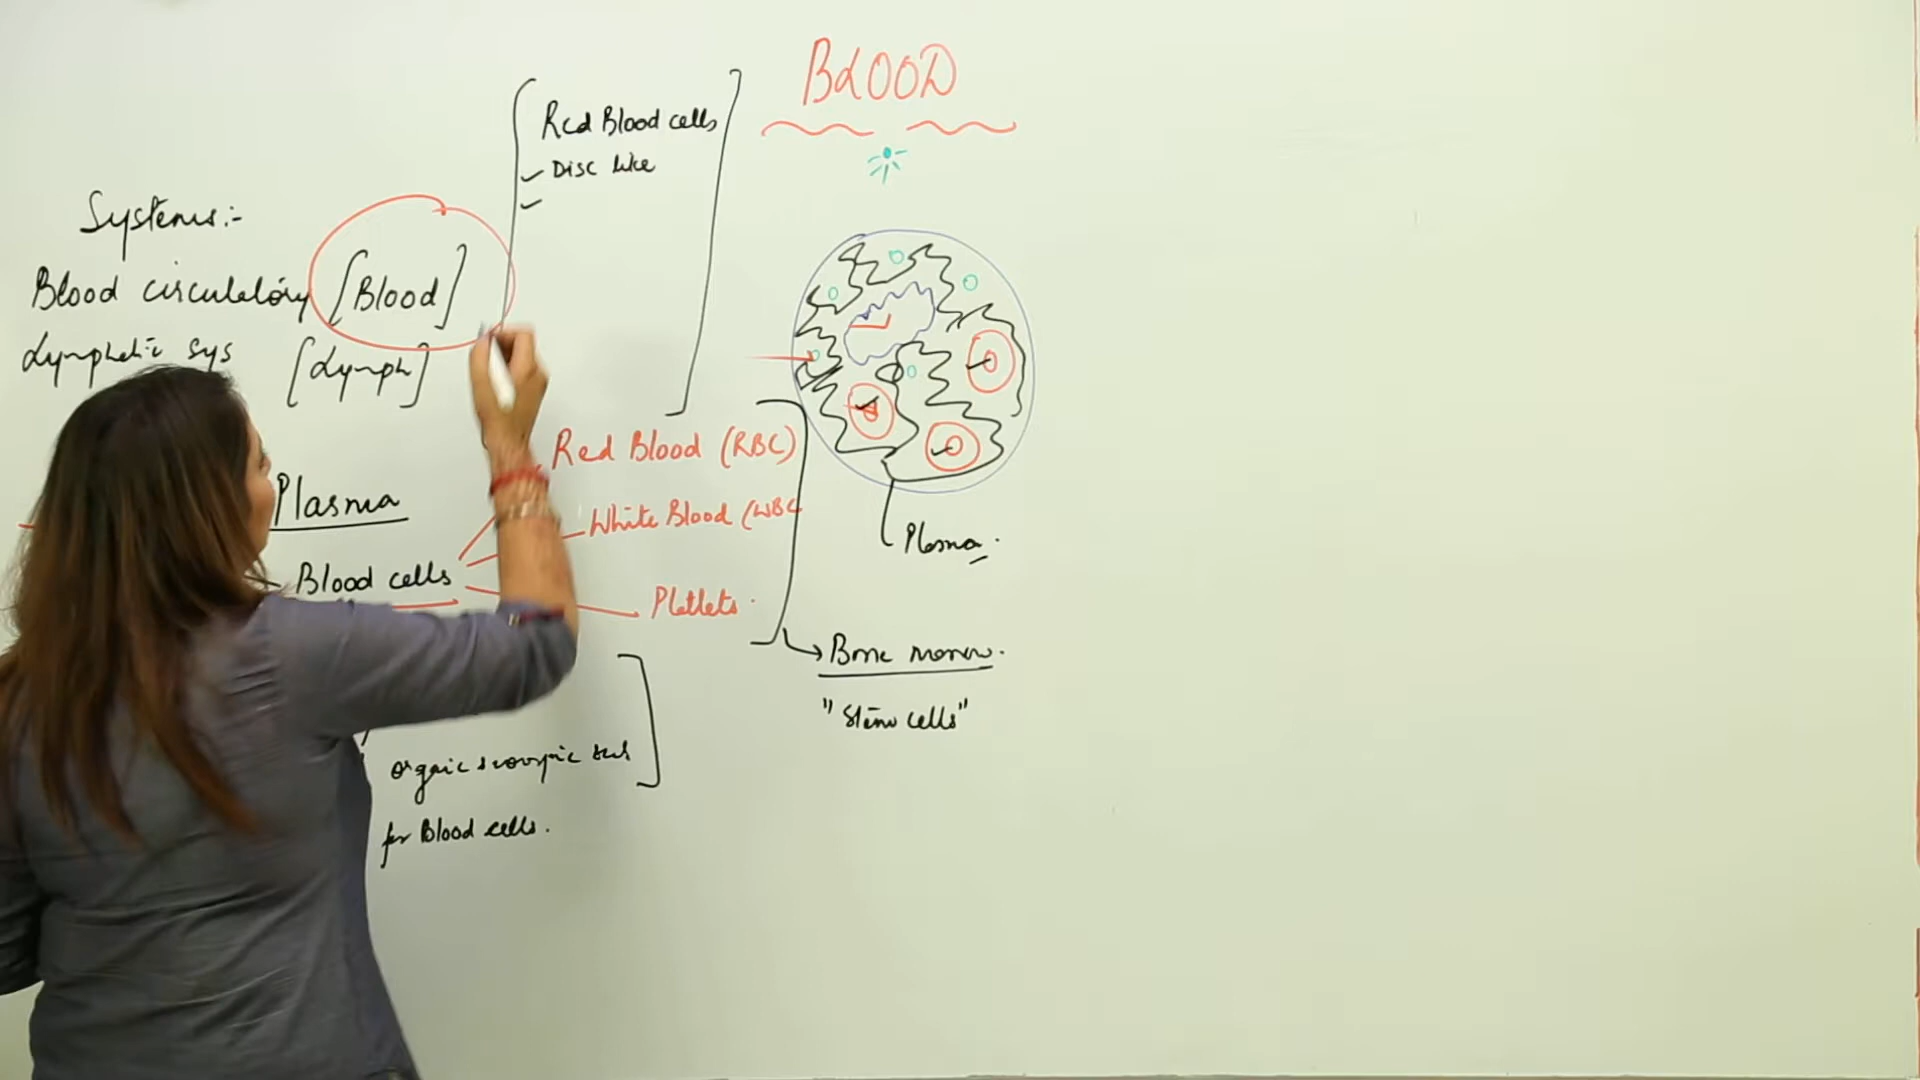 BLOOD
Red Blood cells
Disc like
Systems:-
Blood circulatory [Blood]
Lymphatic sys [Lymph]
Red Blood (RBC)
Plasma
White Blood (WBC
Plasma.
Blood cells
Pletlets.
Bone marrow.
"Stem cells"
organic & inorganic
for Blood cells.